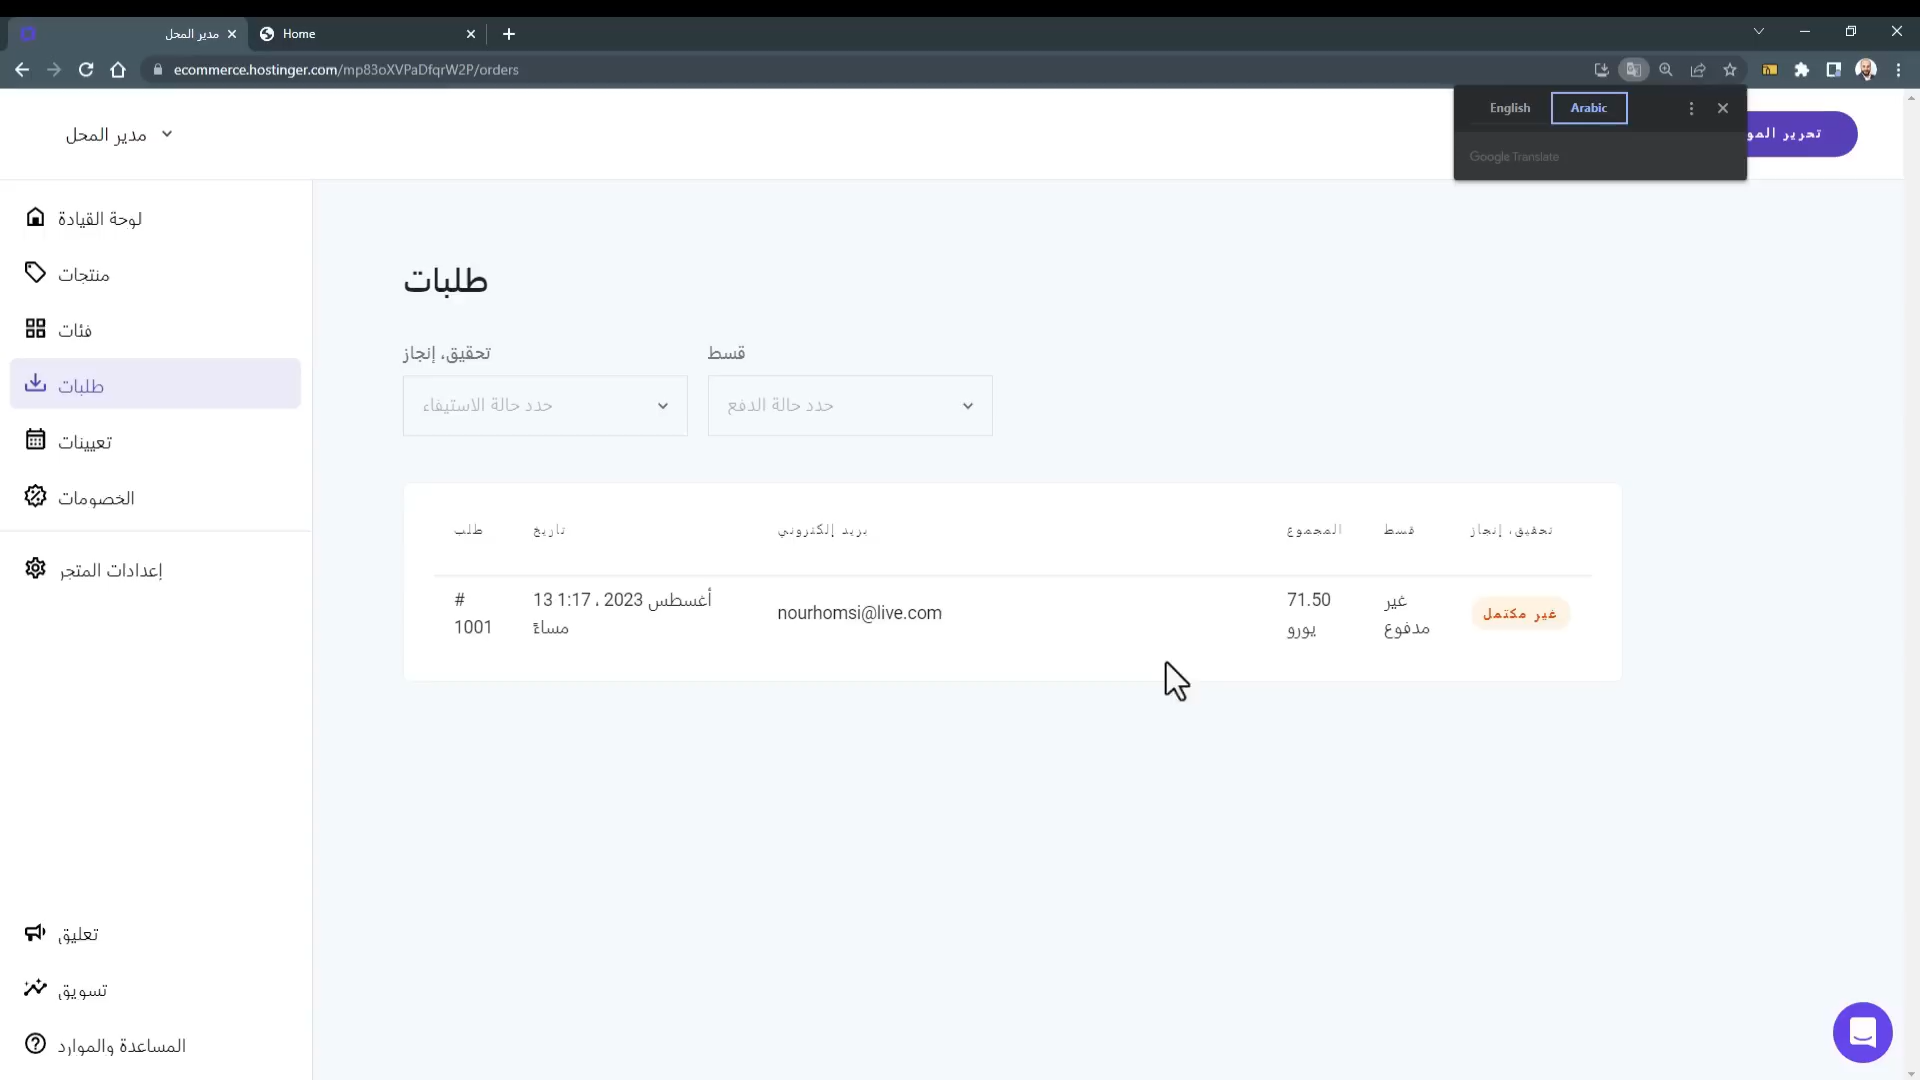 مدير المحل
Home
ecommerce.hostinger.com/mp83oXVPaDfqrW2P/orders
English
Arabic
Google Translate
مدير المحل
تحرير المو
لوحة القيادة
منتجات
فئات
طلبات
تعيينات
الخصومات
إعدادات المتجر
تعليق
تسويق
المساعدة والموارد
طلبات
تحقيق، إنجاز
قسط
حدد حالة الاستيفاء
حدد حالة الدفع
طلب
تاريخ
بريد إلكتروني
المجموع
قسط
تحقيق، إنجاز
#
1001
13 أغسطس 2023 ، 1:17
مساءً
nourhomsi@live.com
71.50
يورو
غير
مدفوع
غير مكتمل